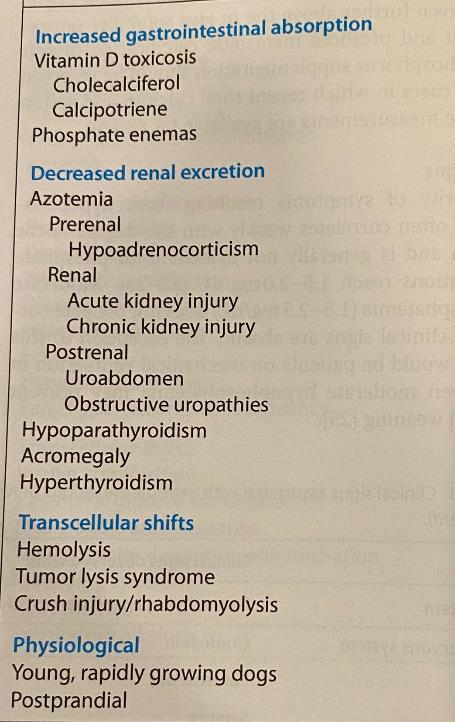 Increased gastrointestinal absorption
Vitamin D toxicosis
Cholecalciferol
Calcipotriene
Phosphate enemas
Decreased renal excretion
Azotemia
Prerenal
Hypoadrenocorticism
Renal
Acute kidney injury
Chronic kidney injury
Postrenal
Uroabdomen
Obstructive uropathies
Hypoparathyroidism
Acromegaly
Hyperthyroidism
Transcellular shifts
Hemolysis
Tumor lysis syndrome
Crush injury/rhabdomyolysis
Physiological
Young, rapidly growing dogs
Postprandial